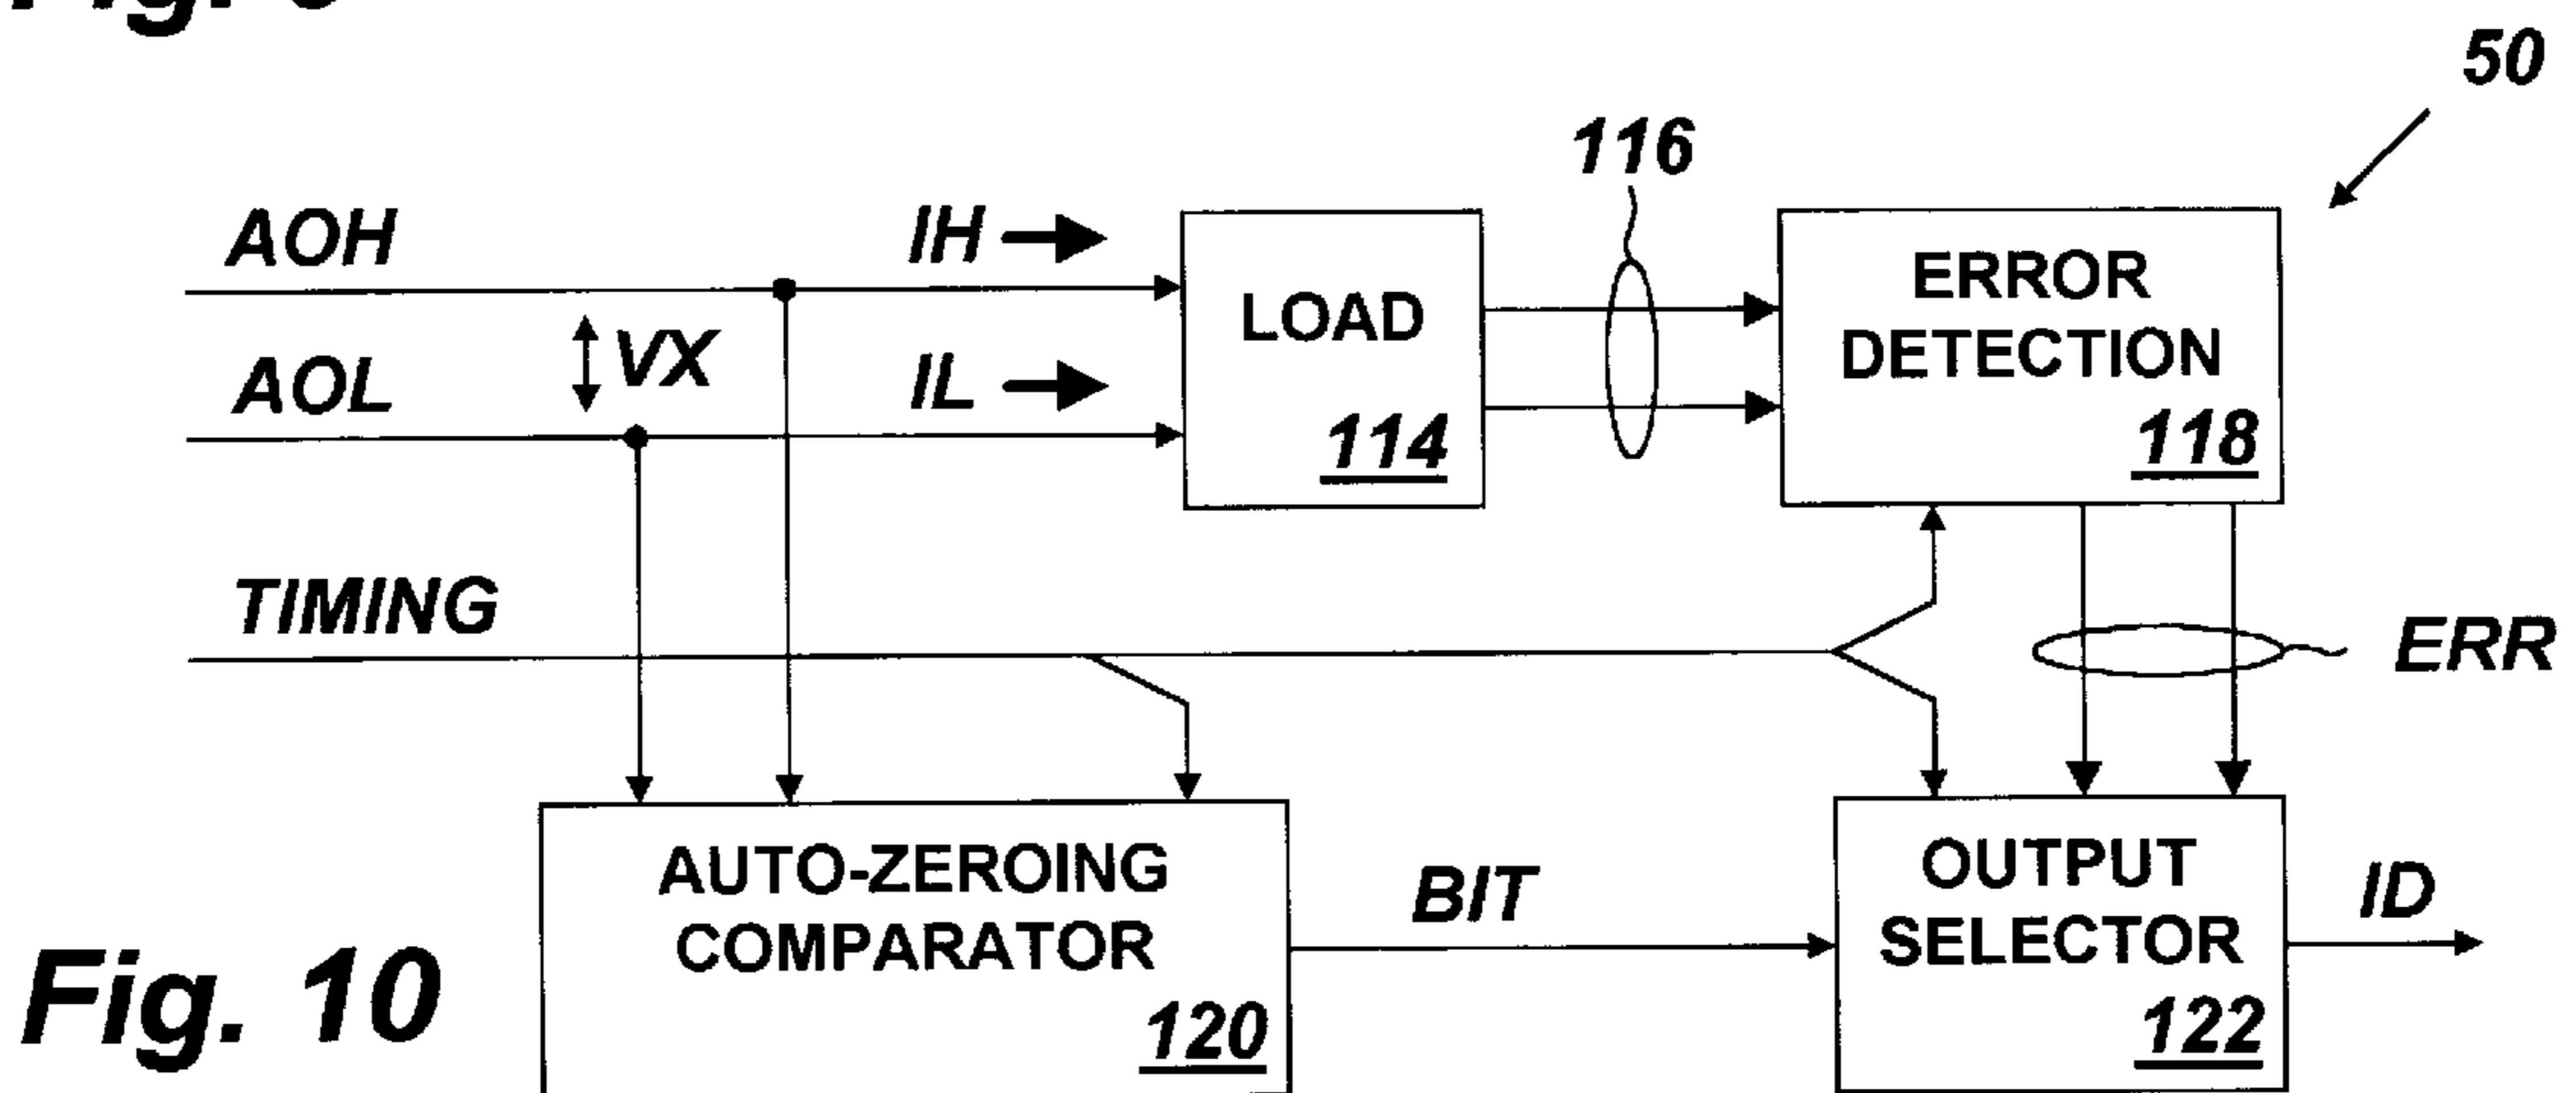 50
116
AOH
IH
LOAD
114
ERROR
DETECTION
118
VX
AOL
IL
TIMING
ERR
AUTO-ZEROING
COMPARATOR
120
BIT
OUTPUT
SELECTOR
122
ID
Fig. 10